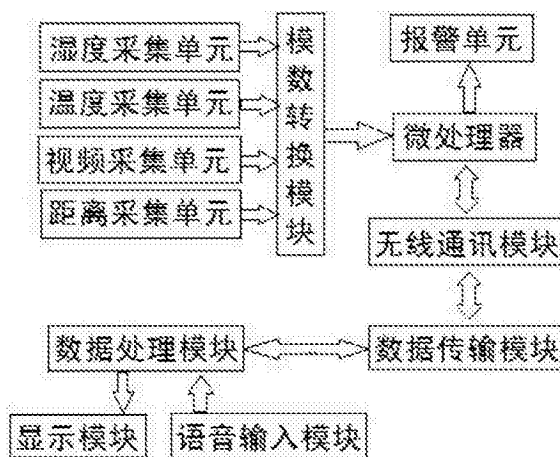 湿度采集单元
温度采集单元
视频采集单元
距离采集单元
模数转换模块
报警单元
微处理器
无线通讯模块
数据处理模块
数据传输模块
显示模块
语音输入模块